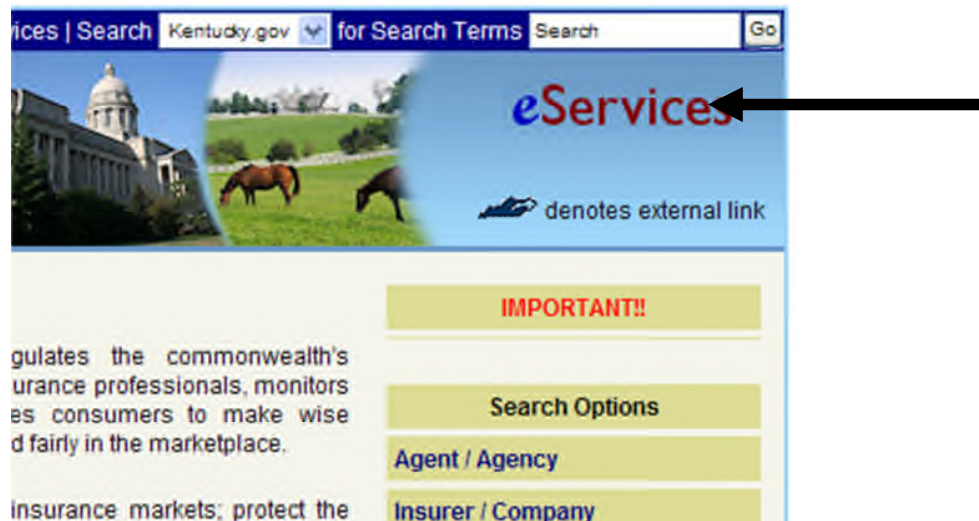 ices | Search Kentucky.gov for Search Terms Search Go
eServices
denotes external link
IMPORTANT!!
gulates the commonwealth's
urance professionals, monitors
es consumers to make wise
d fairly in the marketplace.
Search Options
Agent / Agency
insurance markets; protect the
Insurer / Company